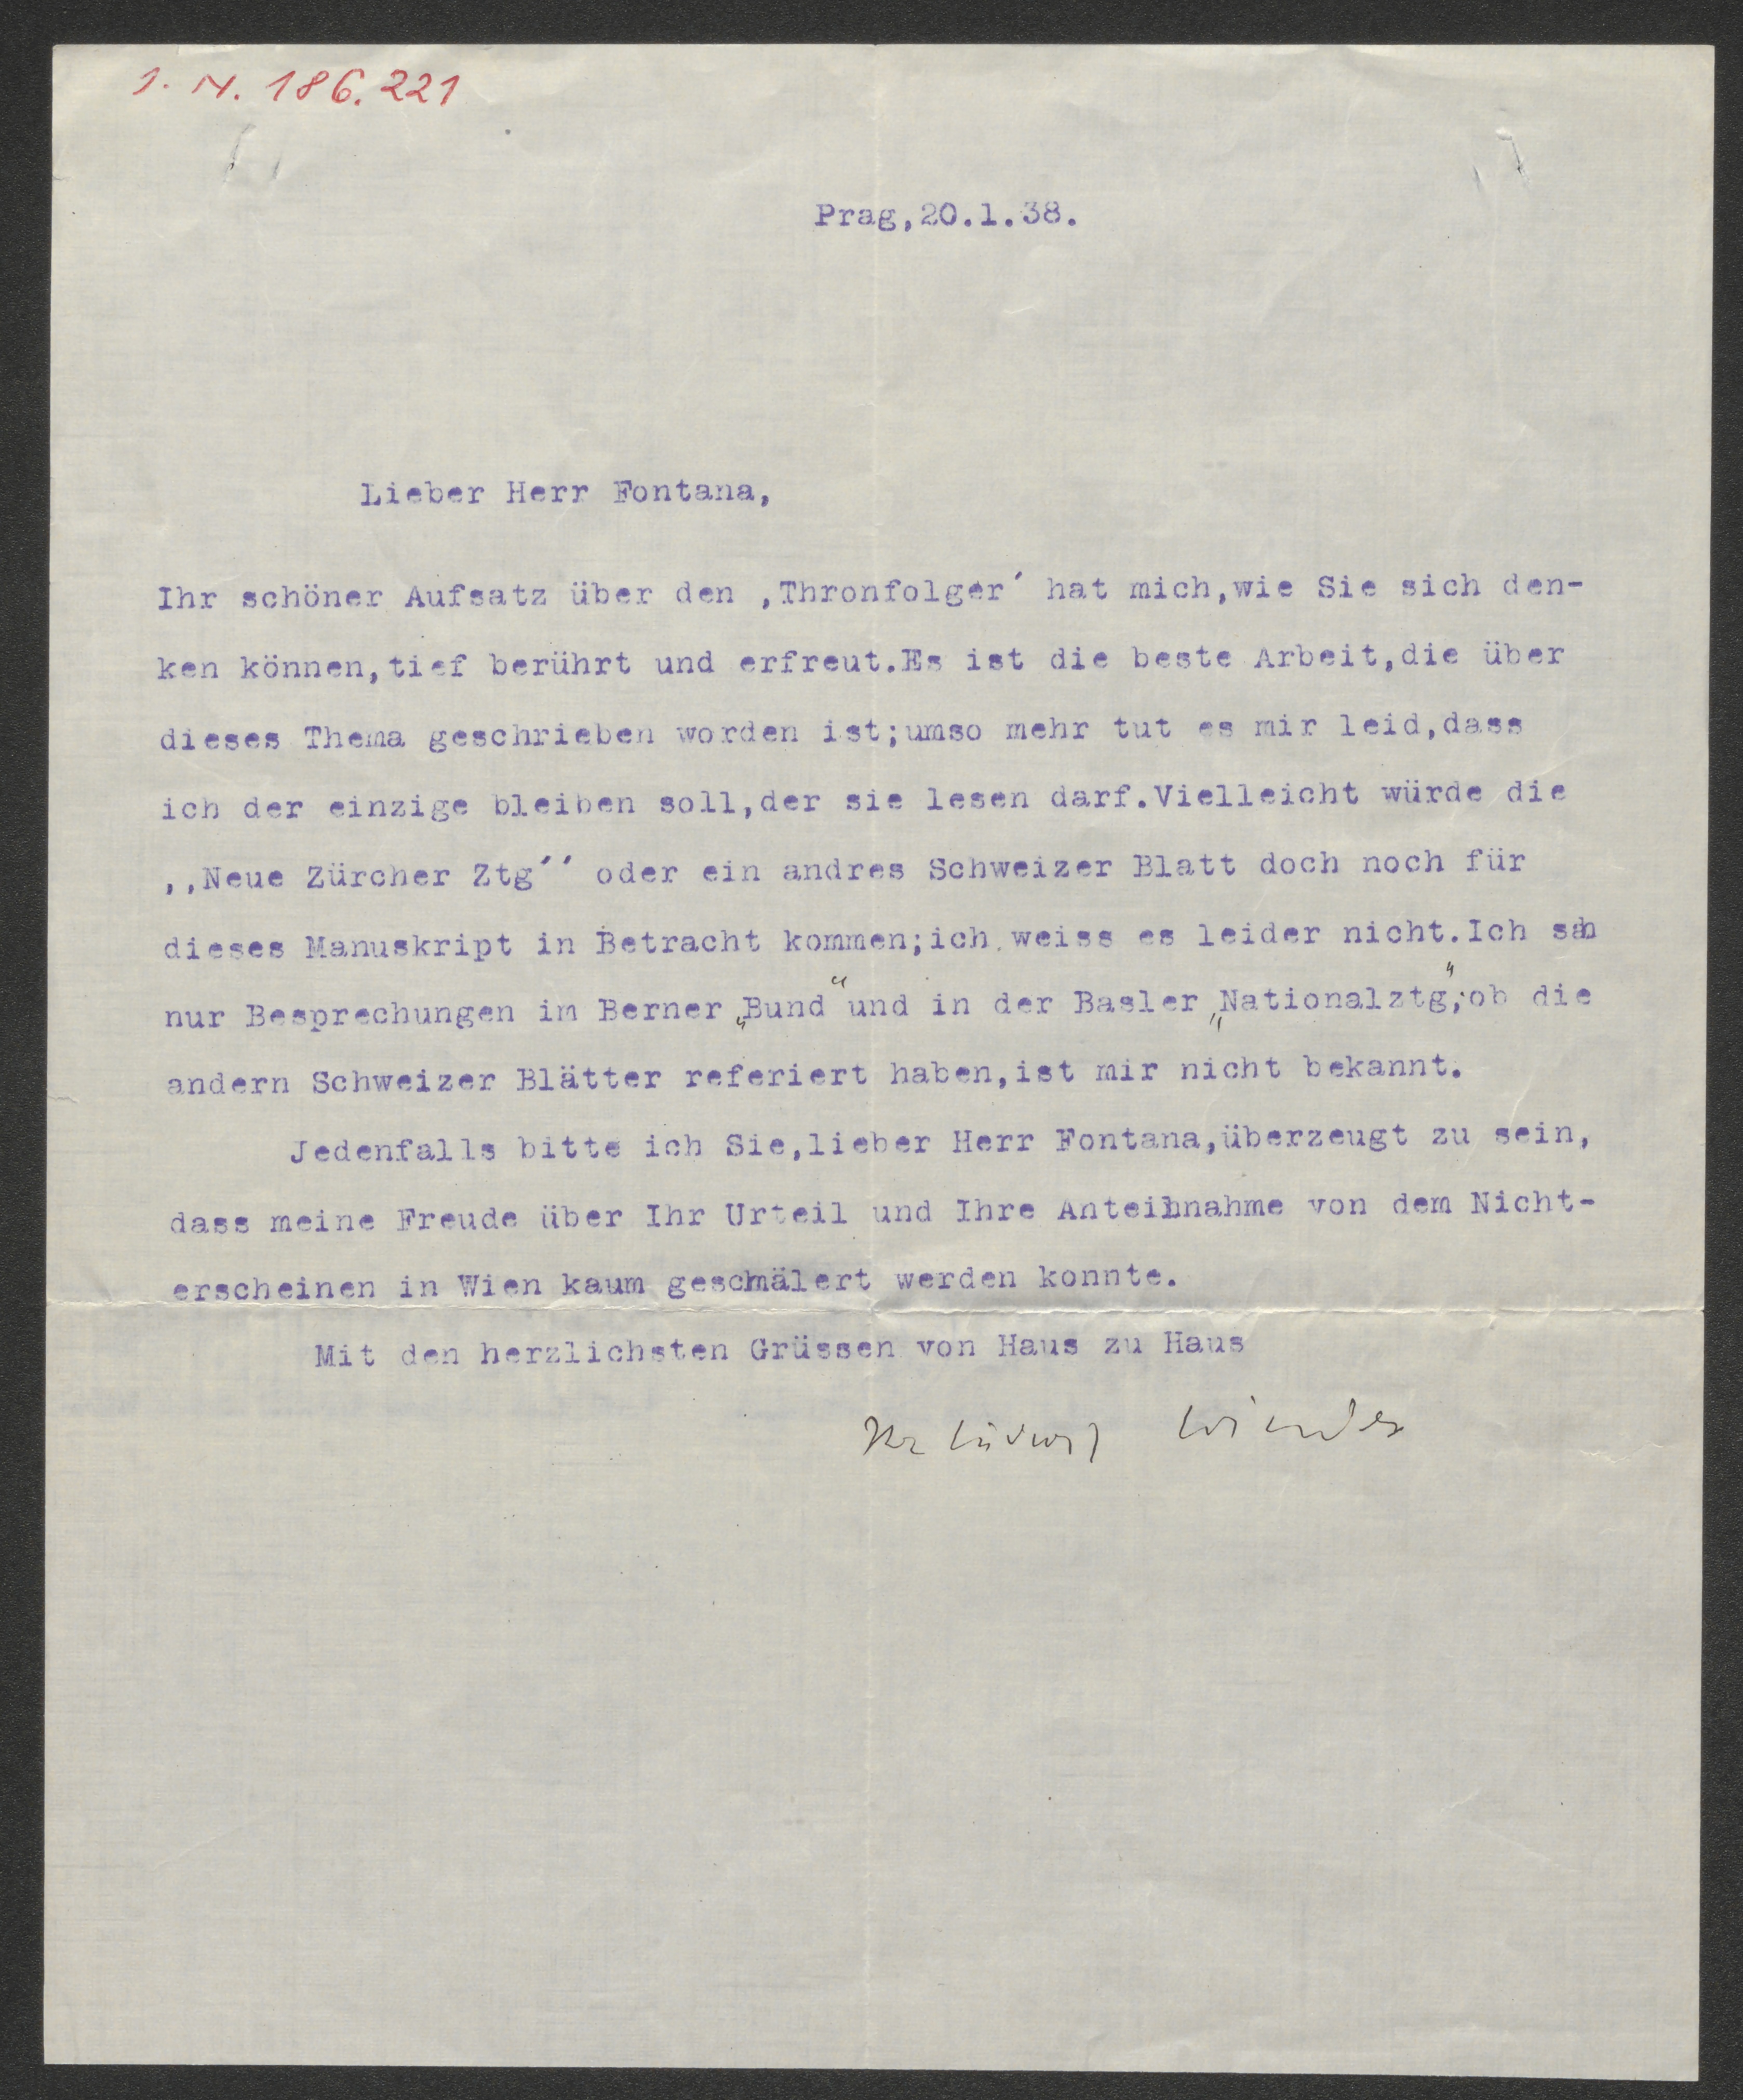 I. N. 186.221
Prag,20.1.38.
Lieber Herr Fontana,
Ihr schöner Aufsatz über den ‚Thronfolger´ hat mich,wie Sie sich den-
ken können,tief berührt und erfreut.Es ist die beste Arbeit,die über
dieses Thema geschrieben worden ist;umso mehr tut es mir leid,dass
ich der einzige bleiben soll,der sie lesen darf.Vielleicht würde die
,,Neue Zürcher Ztg´´ oder ein andres Schweizer Blatt doch noch für
dieses Manuskript in Betracht kommen;ich weiss es leider nicht.Ich sah
nur Besprechungen im Berner „Bund“ und in der Basler „Nationalztg“;ob die
andern Schweizer Blätter referiert haben,ist mir nicht bekannt.
Jedenfalls bitte ich Sie,lieber Herr Fontana,überzeugt zu sein,
dass meine Freude über Ihr Urteil und Ihre Anteilnahme von dem Nicht-
erscheinen in Wien kaum geschmälert werden konnte.
Mit den herzlichsten Grüssen von Haus zu Haus
Ihr Ludwig Winder